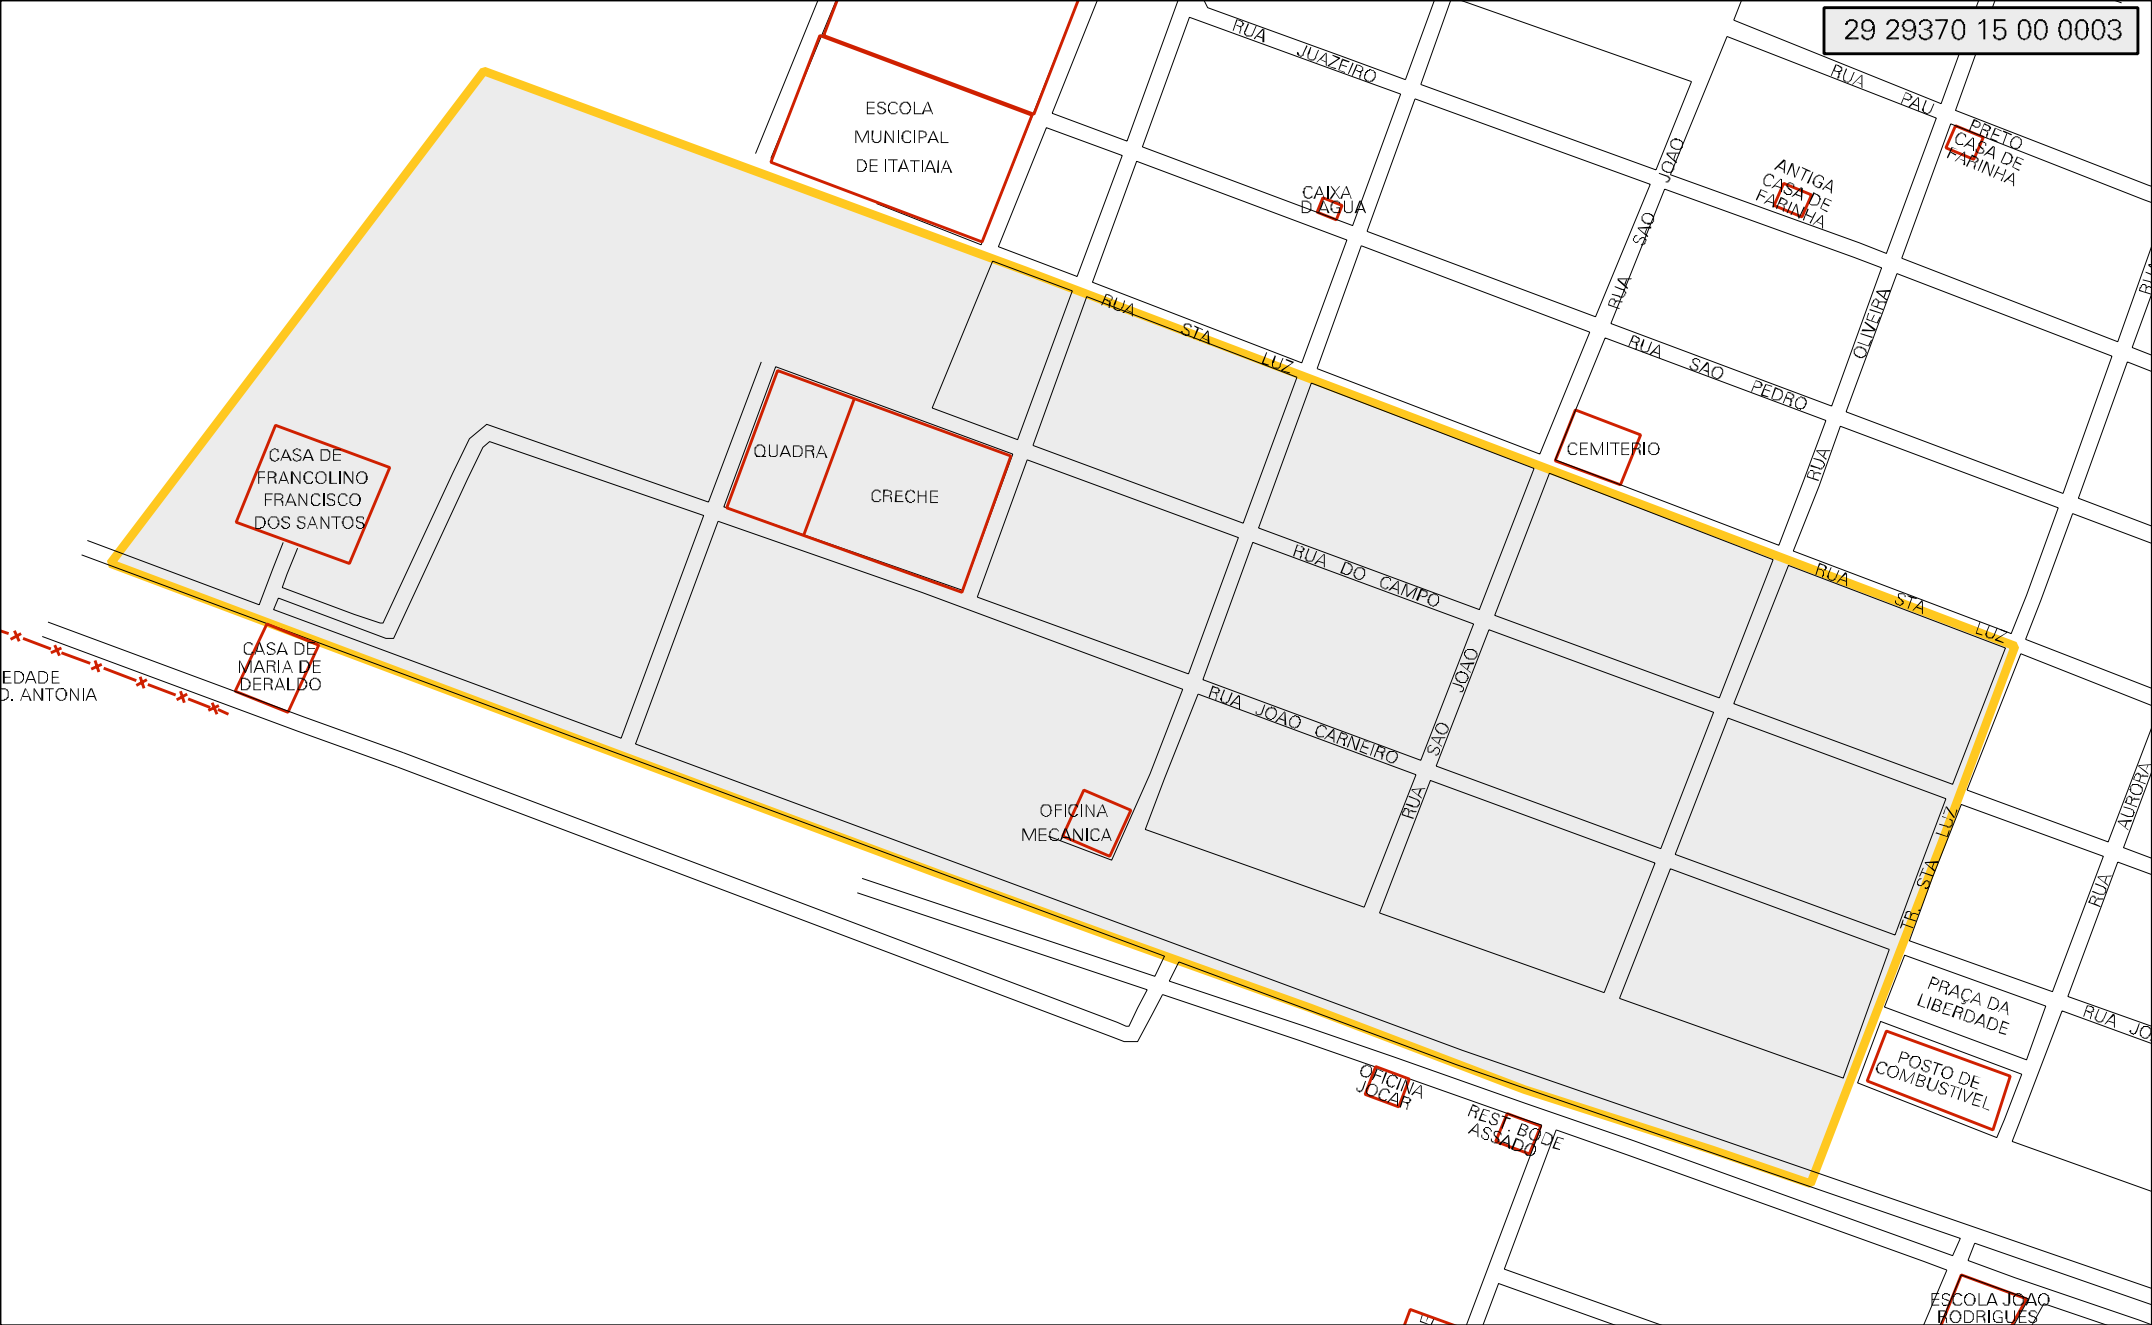 29 29370 15 00 0003
RUA JUAZEIRO
RUA PAU PRETO
ESCOLA
MUNICIPAL
DE ITATIAIA
CAIXA
D AGUA
RUA SAO JOAO
ANTIGA
CASA DE
FARINHA
CASA DE
FARINHA
RUA
RUA STA LUZ
RUA OLIVEIRA
RUA SAO PEDRO
CEMITERIO
QUADRA
CRECHE
CASA DE
FRANCOLINO
FRANCISCO
DOS SANTOS
RUA DO CAMPO
RUA STA LUZ
CASA DE
MARIA DE
DERALDO
EDADE
D. ANTONIA
RUA JOAO CARNEIRO
RUA SAO JOAO
OFICINA
MECANICA
TR. STA LUZ
RUA AURORA
PRAÇA DA
LIBERDADE
RUA JO
POSTO DE
COMBUSTIVEL
OFICINA
JOCAR
REST. BODE
ASSADO
ESCOLA JOAO
RODRIGUES